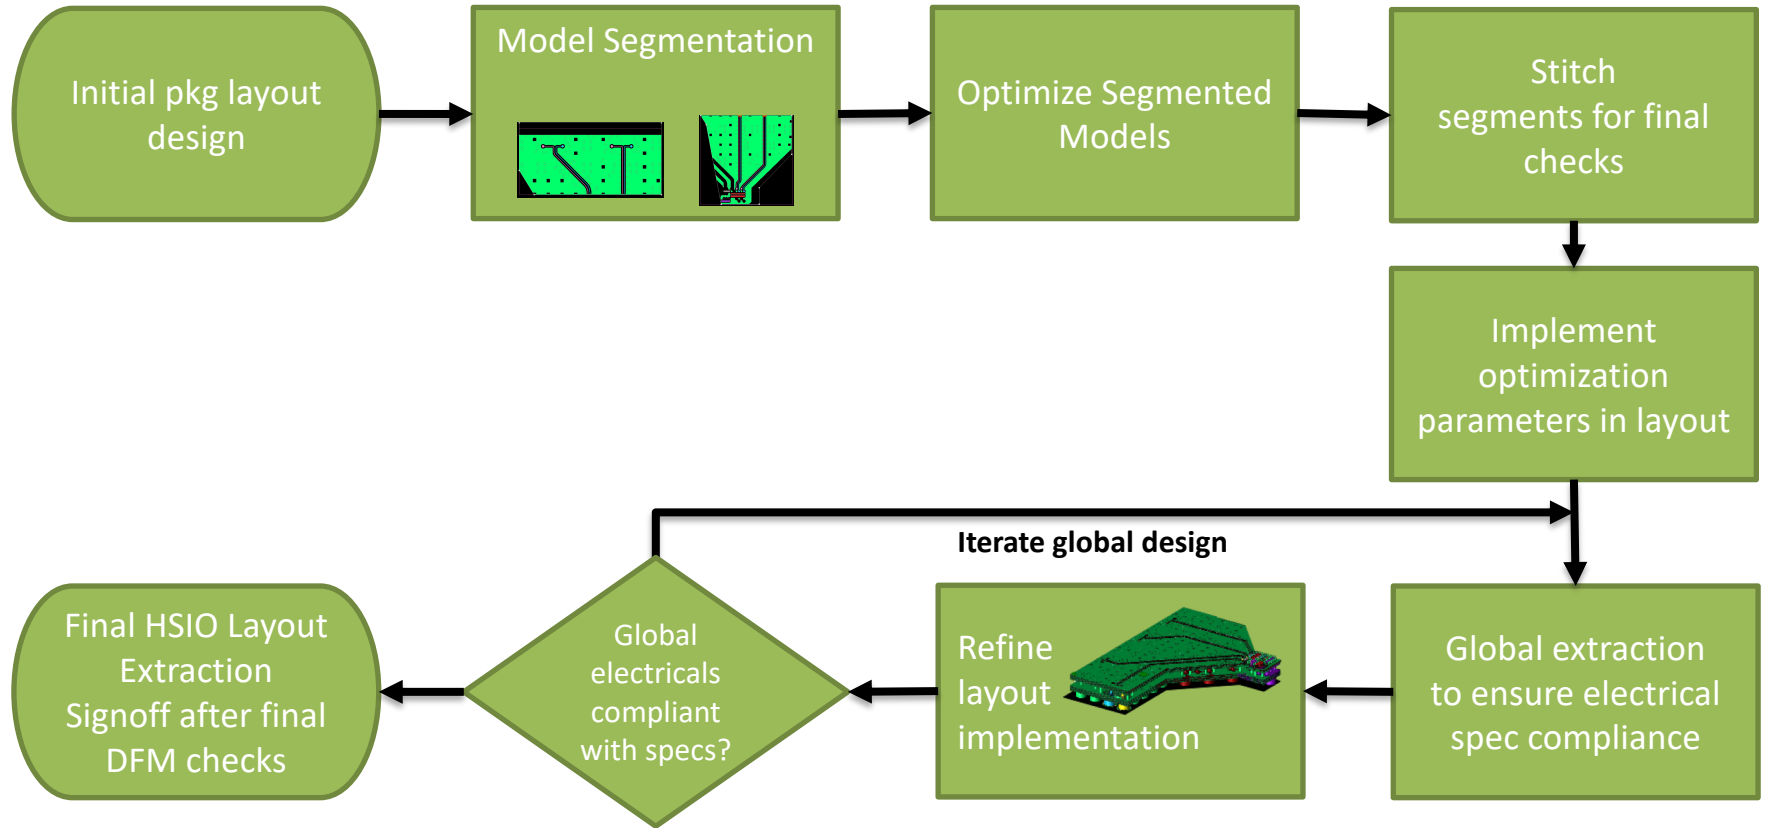 Initial pkg layout
design
Model Segmentation
Optimize Segmented
Models
Stitch
segments for final
checks
Implement
optimization
parameters in layout
Iterate global design
Global extraction
to ensure electrical
spec compliance
Refine
layout
implementation
Global
electricals
compliant
with specs?
Final HSIO Layout
Extraction
Signoff after final
DFM checks